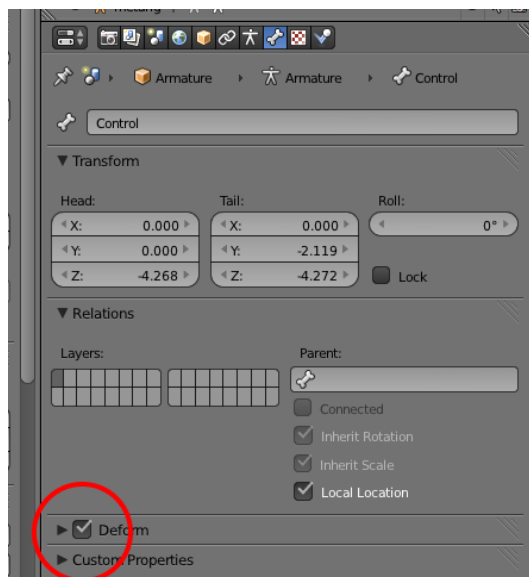 Armature Armature Control
Control
Transform
Head: Tail: Roll:
X: 0.000 X: 0.000 0°
Y: 0.000 Y: -2.119
Z: -4.268 Z: -4.272 Lock
Relations
Layers: Parent:
Connected
Inherit Rotation
Inherit Scale
Local Location
Deform
Custom Properties